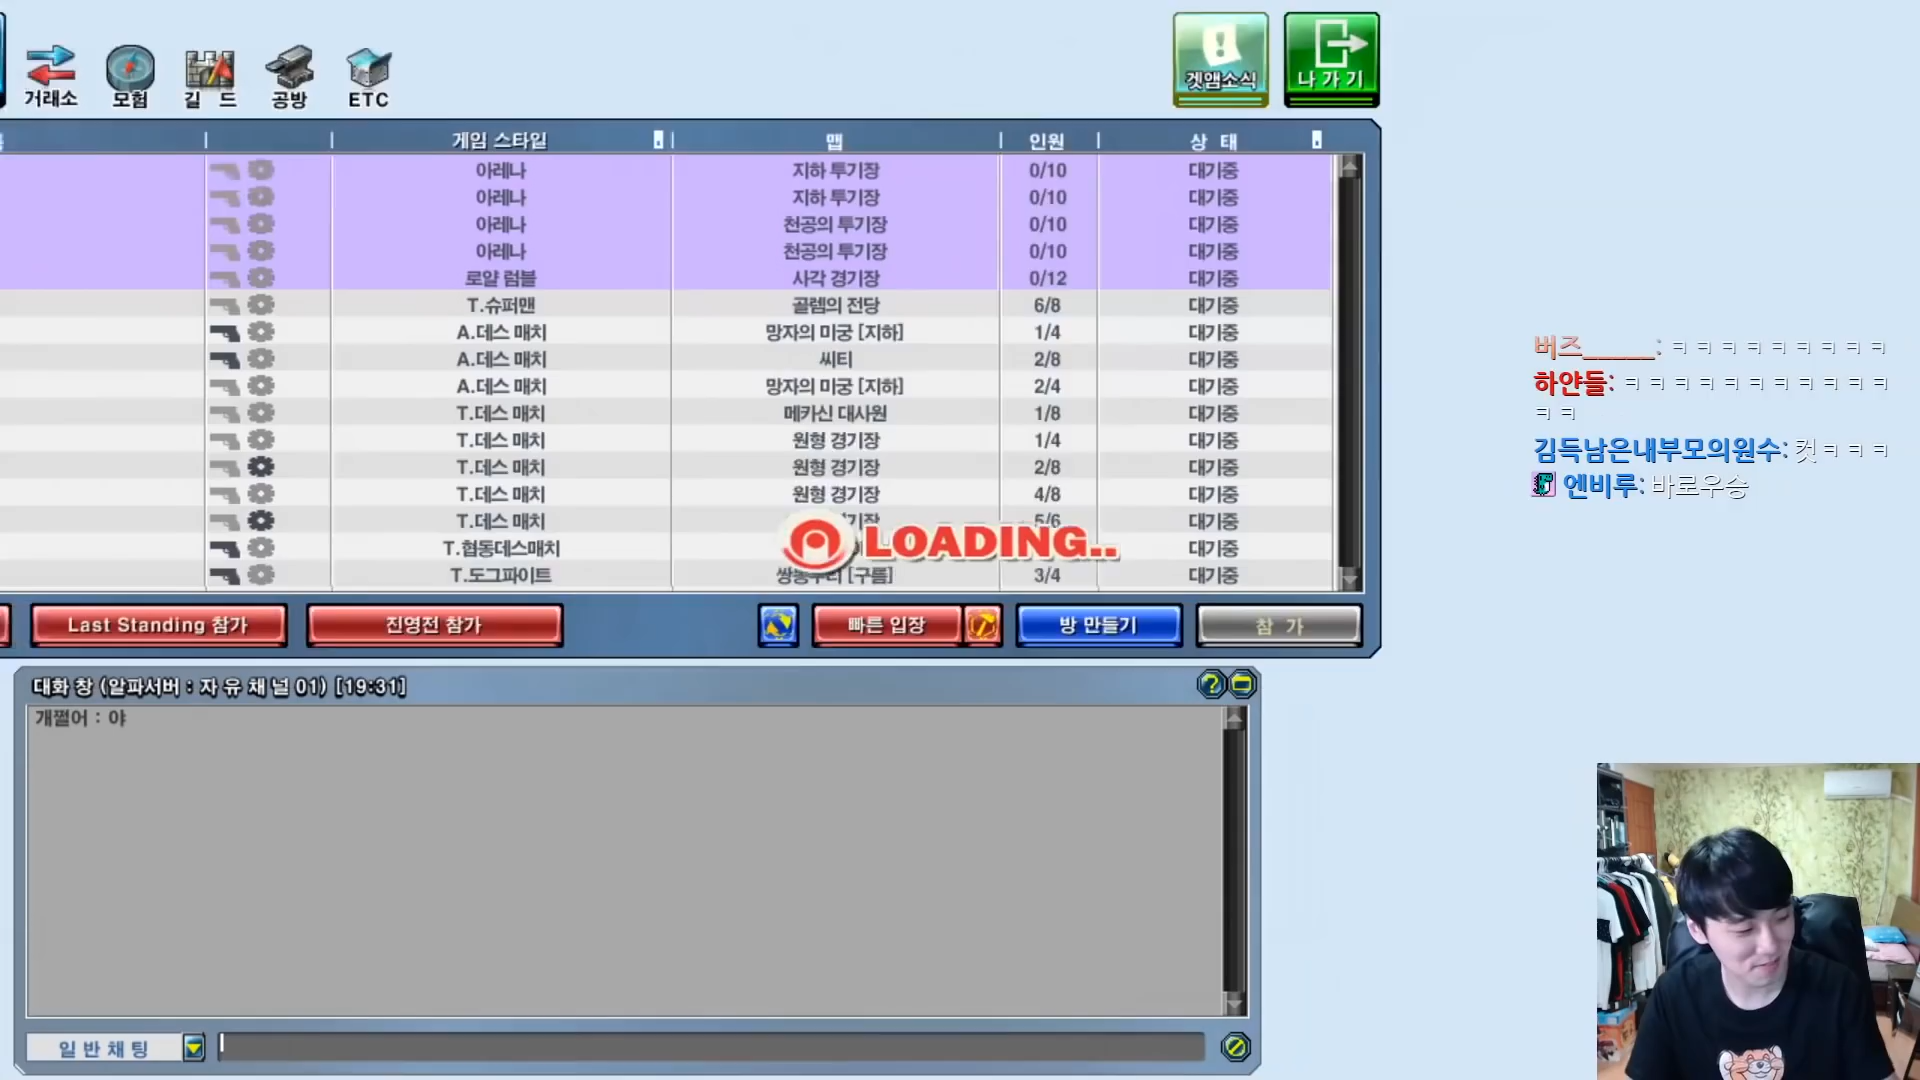 거래소 모험 길 드 공방 ETC 겟앰소식 나 가 기
게임 스타일 맵 인원 상 태
아레나 지하 투기장 0/10 대기중
아레나 지하 투기장 0/10 대기중
아레나 천공의 투기장 0/10 대기중
아레나 천공의 투기장 0/10 대기중
로얄 럼블 사각 경기장 0/12 대기중
T.슈퍼맨 골렘의 전당 6/8 대기중
A.데스 매치 망자의 미궁 [지하] 1/4 대기중
A.데스 매치 씨티 2/8 대기중
A.데스 매치 망자의 미궁 [지하] 2/4 대기중
T.데스 매치 메카신 대사원 1/8 대기중
T.데스 매치 원형 경기장 1/4 대기중
T.데스 매치 원형 경기장 2/8 대기중
T.데스 매치 원형 경기장 4/8 대기중
T.데스 매치 5/6 대기중
LOADING..
T.협동데스매치 대기중
T.도그파이트 [구름] 3/4 대기중
Last Standing 참가 진영전 참가 빠른 입장 방 만들기 참 가
대화 창 (알파서버 : 자 유 채 널 01) [19:31]
개쩔어 : 야
일 반 채 팅
버즈_____: ㅋㅋㅋㅋㅋㅋㅋㅋㅋ
하얀들: ㅋㅋㅋㅋㅋㅋㅋㅋㅋㅋㅋ
ㅋㅋ
김득남은내부모의원수: 컷ㅋㅋㅋ
엔비루: 바로우승